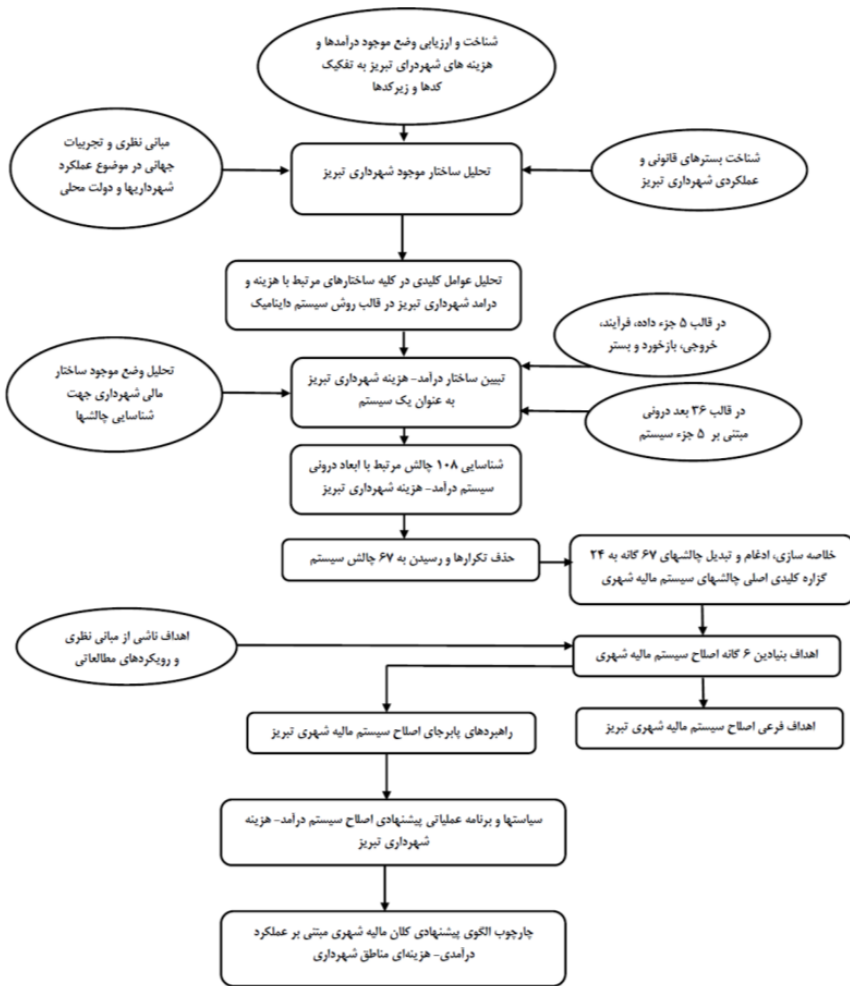 شناخت و ارزیابی وضع موجود درآمدها و
هزینه های شهردرای تبریز به تفکیک
کدها و زیرکدها
مبانی نظری و تجربیات
جهانی در موضوع عملکرد
شهرداریها و دولت محلی
تحلیل ساختار موجود شهرداری تبریز
شناخت بسترهای قانونی و
عملکردی شهرداری تبریز
تحلیل عوامل کلیدی در کلیه ساختارهای مرتبط با هزینه و
درامد شهرداری تبریز در قالب روش سیستم داینامیک
در قالب ۵ جزء داده، فرآیند،
خروجی، بازخورد و بستر
تحلیل وضع موجود ساختار
مالی شهرداری جهت
شناسایی چالشها
تبیین ساختار درآمد- هزینه شهرداری تبریز
به عنوان یک سیستم
در قالب ۳۶ بعد درونی
مبتنی بر ۵ جزء سیستم
شناسایی ۱۰۸ چالش مرتبط با ابعاد درونی
سیستم درآمد- هزینه شهرداری تبریز
حذف تکرارها و رسیدن به ۶۷ چالش سیستم
خلاصه سازی، ادغام و تبدیل چالشهای ۶۷ گانه به ۲۴
گزاره کلیدی اصلی چالشهای سیستم مالیه شهری
اهداف ناشی از مبانی نظری
و رویکردهای مطالعاتی
اهداف بنیادین ۶ گانه اصلاح سیستم مالیه شهری
راهبردهای پابرجای اصلاح سیستم مالیه شهری تبریز
اهداف فرعی اصلاح سیستم مالیه شهری تبریز
سیاستها و برنامه عملیاتی پیشنهادی اصلاح سیستم درآمد- هزینه
شهرداری تبریز
چارچوب الگوی پیشنهادی کلان مالیه شهری مبتنی بر عملکرد
درآمدی- هزینه‌ای مناطق شهرداری